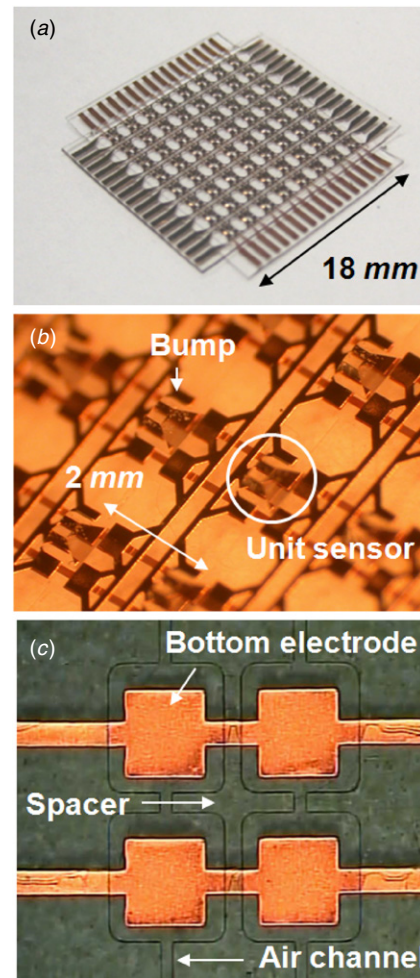 (a)
18 mm
(b)
Bump
2 mm
Unit sensor
(c)
Bottom electrode
Spacer
Air channe